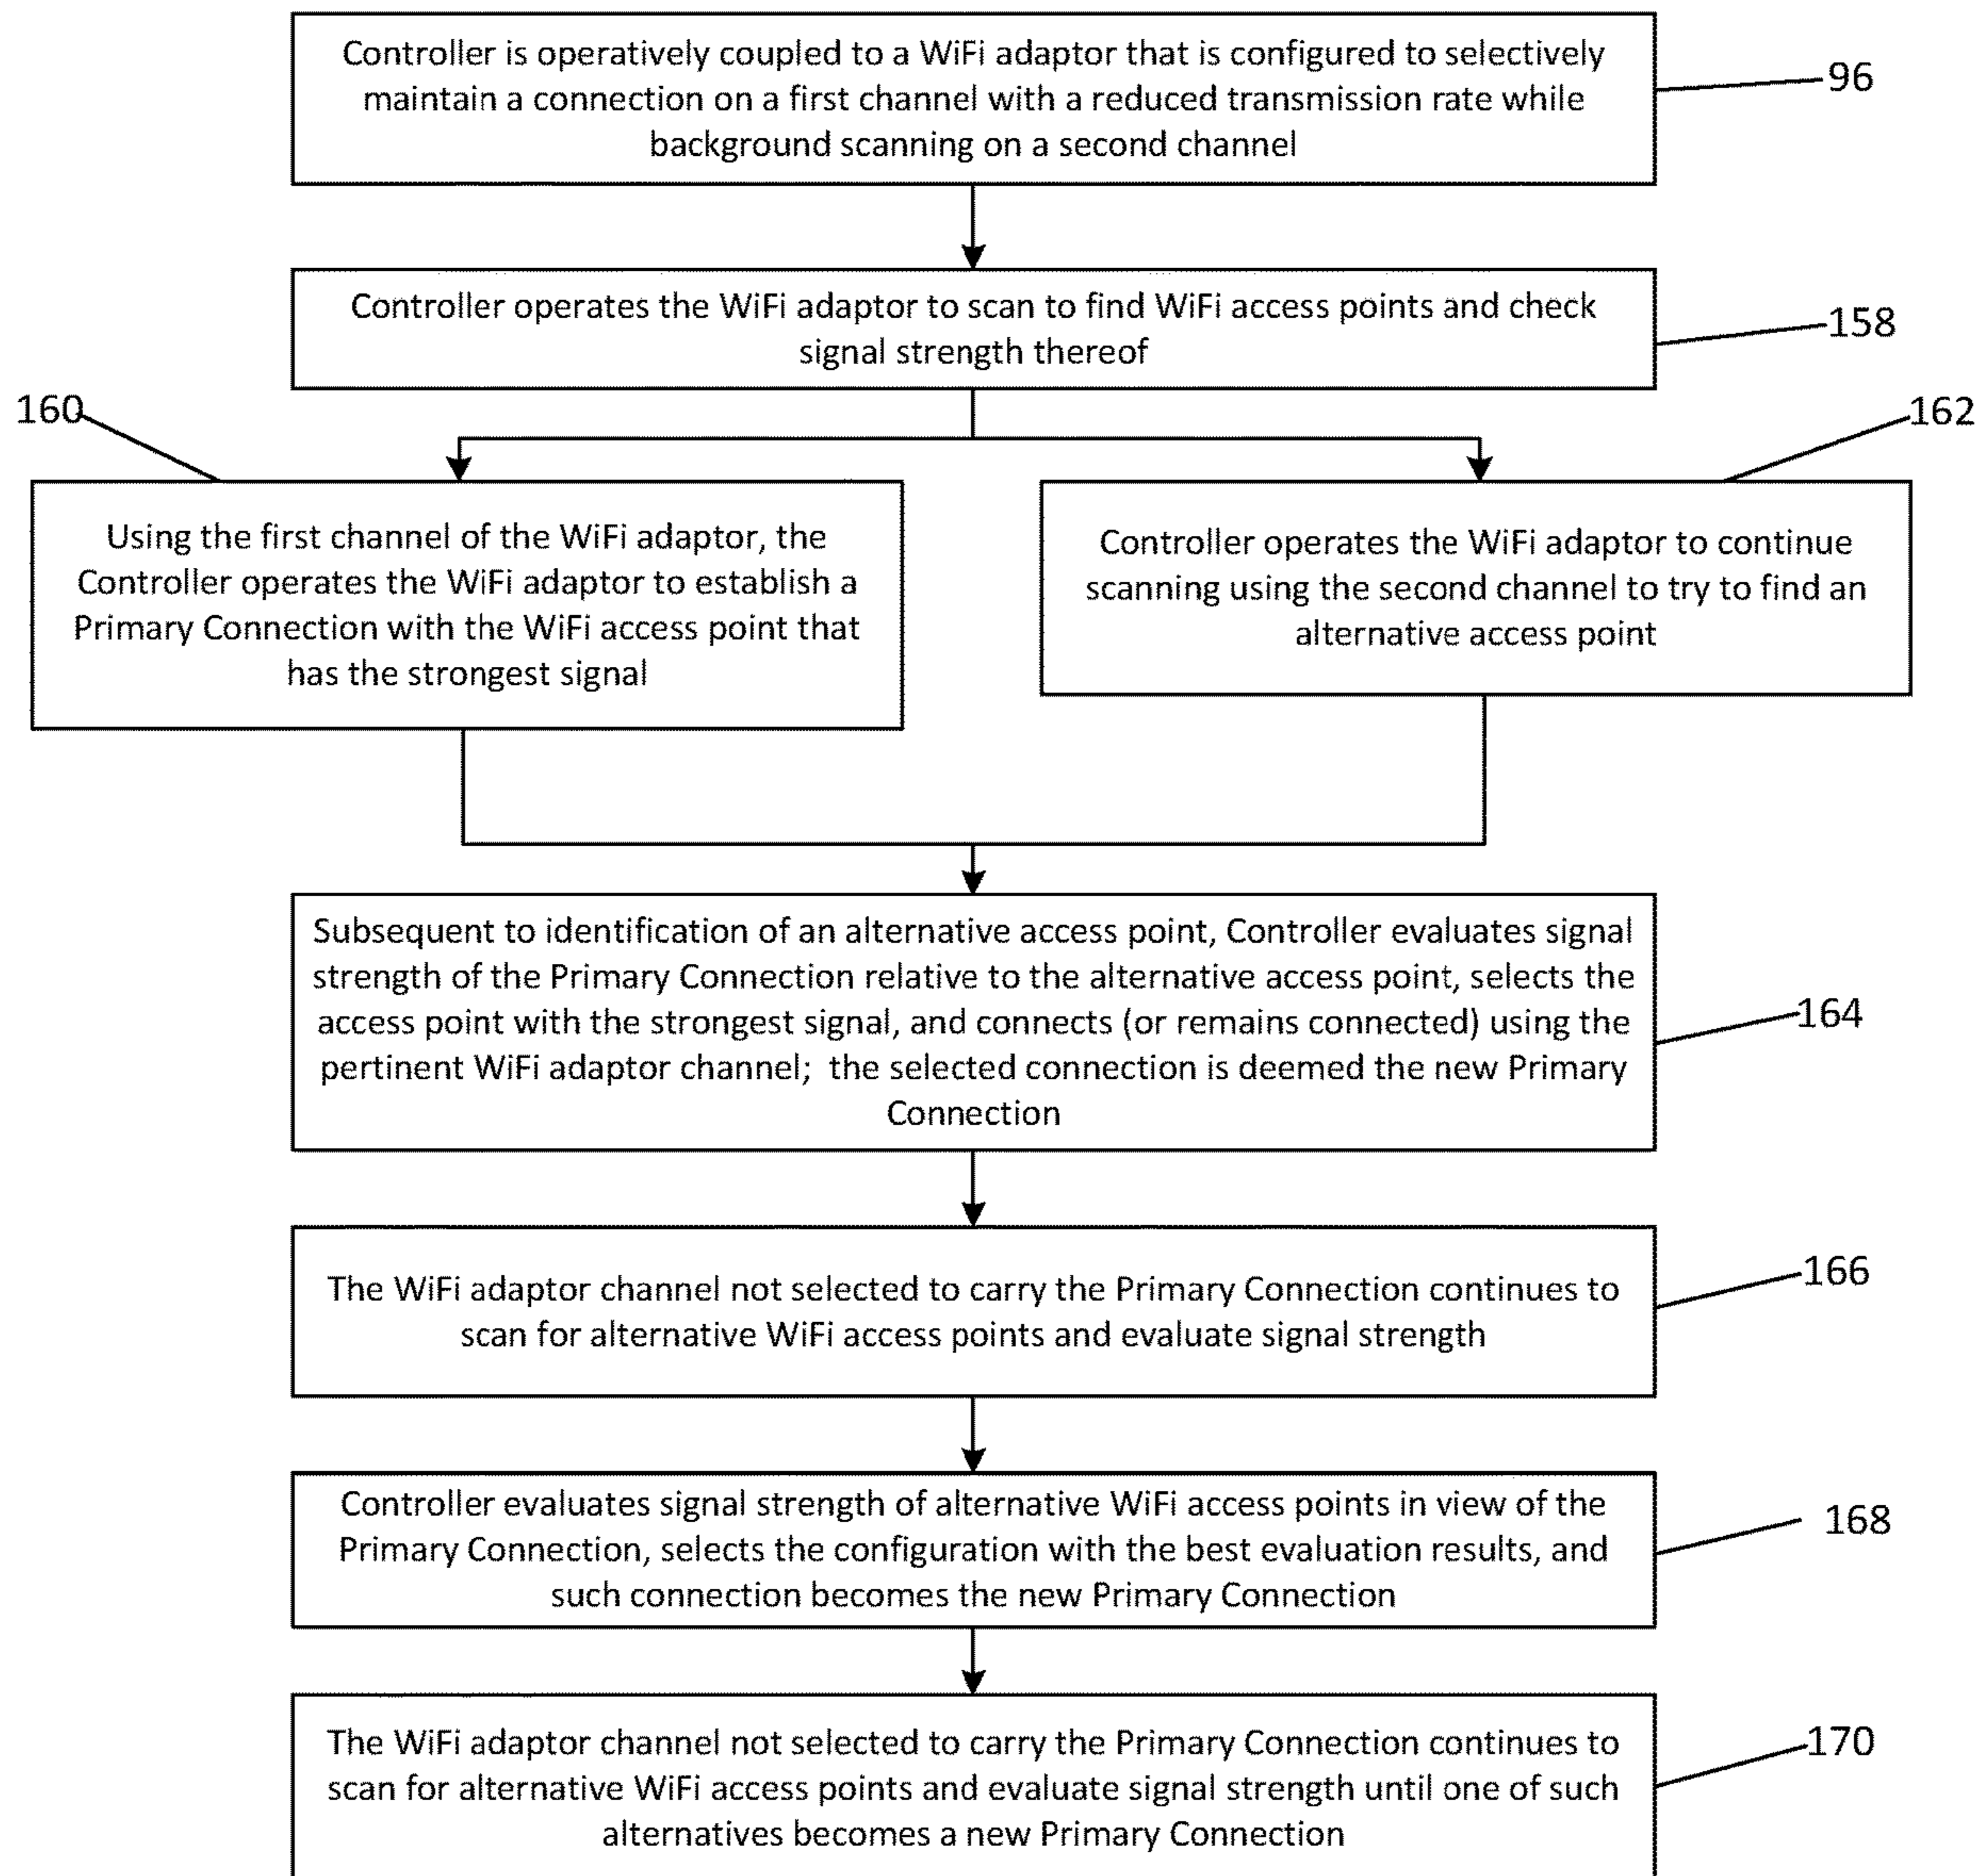 Controller is operatively coupled to a WiFi adaptor that is configured to selectively
maintain a connection on a first channel with a reduced transmission rate while
background scanning on a second channel
96
Controller operates the WiFi adaptor to scan to find WiFi access points and check
signal strength thereof
158
160
162
Using the first channel of the WiFi adaptor, the
Controller operates the WiFi adaptor to establish a
Primary Connection with the WiFi access point that
has the strongest signal
Controller operates the WiFi adaptor to continue
scanning using the second channel to try to find an
alternative access point
Subsequent to identification of an alternative access point, Controller evaluates signal
strength of the Primary Connection relative to the alternative access point, selects the
access point with the strongest signal, and connects (or remains connected) using the
pertinent WiFi adaptor channel; the selected connection is deemed the new Primary
Connection
164
The WiFi adaptor channel not selected to carry the Primary Connection continues to
scan for alternative WiFi access points and evaluate signal strength
166
Controller evaluates signal strength of alternative WiFi access points in view of the
Primary Connection, selects the configuration with the best evaluation results, and
such connection becomes the new Primary Connection
168
The WiFi adaptor channel not selected to carry the Primary Connection continues to
scan for alternative WiFi access points and evaluate signal strength until one of such
alternatives becomes a new Primary Connection
170